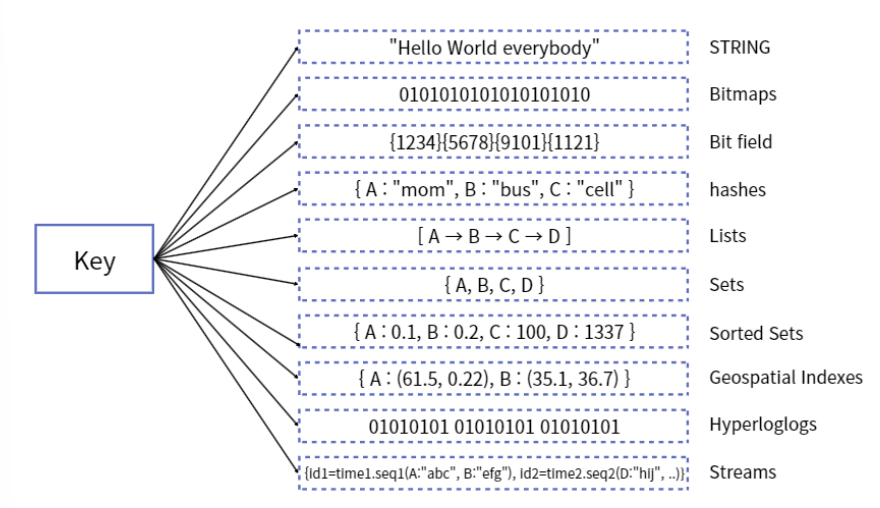 "Hello World everybody" STRING
0101010101010101010 Bitmaps
{1234}{5678}{9101}{1121} Bit field
{ A : "mom", B : "bus", C : "cell" } hashes
[ A → B → C → D ] Lists
Key
{ A, B, C, D } Sets
{ A : 0.1, B : 0.2, C : 100, D : 1337 } Sorted Sets
{ A : (61.5, 0.22), B : (35.1, 36.7) } Geospatial Indexes
01010101 01010101 01010101 Hyperloglogs
{id1=time1.seq1(A:"abc", B:"efg"), id2=time2.seq2(D:"hij", ..)} Streams